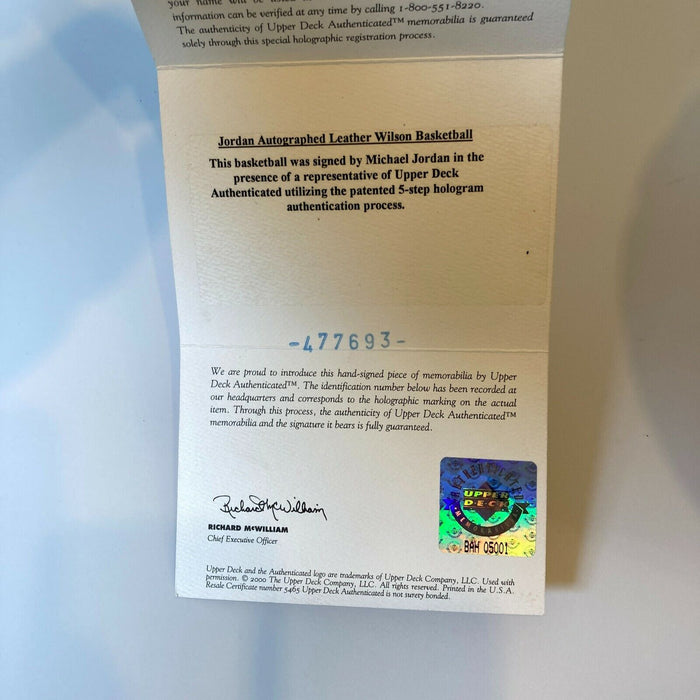 your name will be
information can be verified at any time by calling 1-800-551-8220.
The authenticity of Upper Deck Authenticated™ memorabilia is guaranteed
solely through this special holographic registration process.
Jordan Autographed Leather Wilson Basketball
This basketball was signed by Michael Jordan in the
presence of a representative of Upper Deck
Authenticated utilizing the patented 5-step hologram
authentication process.
-477693-
We are proud to introduce this hand-signed piece of memorabilia by Upper
Deck Authenticated™. The identification number below has been recorded at
our headquarters and corresponds to the holographic marking on the actual
item. Through this process, the authenticity of Upper Deck Authenticated™
memorabilia and the signature it bears is fully guaranteed.
Richard McWilliam
RICHARD McWILLIAM
Chief Executive Officer
AUTHENTICATED
UPPER
DECK
MEMORABILIA
BAH 05001
Upper Deck and the Authenticated logo are trademarks of Upper Deck Company, LLC. Used with
permission. © 2000 The Upper Deck Company, LLC. All rights reserved. Printed in the U.S.A.
Resale Certificate number 5465 Upper Deck Authenticated is not surety bonded.